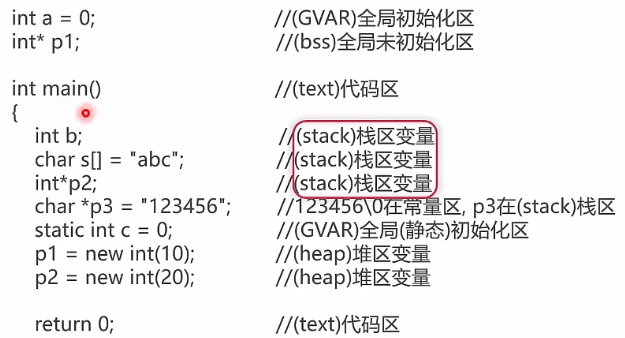 int a = 0; //(GVAR)全局初始化区
int* p1; //(bss)全局未初始化区
int main() //(text)代码区
{
int b; //(stack)栈区变量
char s[] = "abc"; //(stack)栈区变量
int*p2; //(stack)栈区变量
char *p3 = "123456"; //123456\0在常量区, p3在(stack)栈区
static int c = 0; //(GVAR)全局(静态)初始化区
p1 = new int(10); //(heap)堆区变量
p2 = new int(20); //(heap)堆区变量
return 0; //(text)代码区